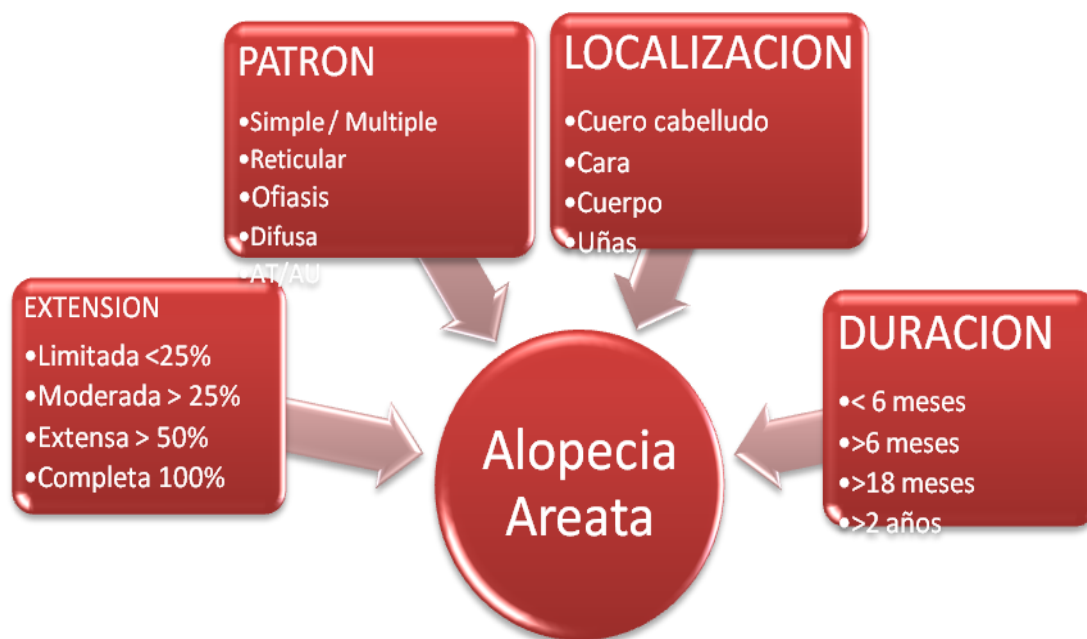 PATRON
•Simple / Multiple
•Reticular
•Ofiasis
•Difusa
•AT/AU
LOCALIZACION
•Cuero cabelludo
•Cara
•Cuerpo
•Uñas
EXTENSION
•Limitada <25%
•Moderada > 25%
•Extensa > 50%
•Completa 100%
DURACION
•< 6 meses
•>6 meses
•>18 meses
•>2 años
Alopecia
Areata